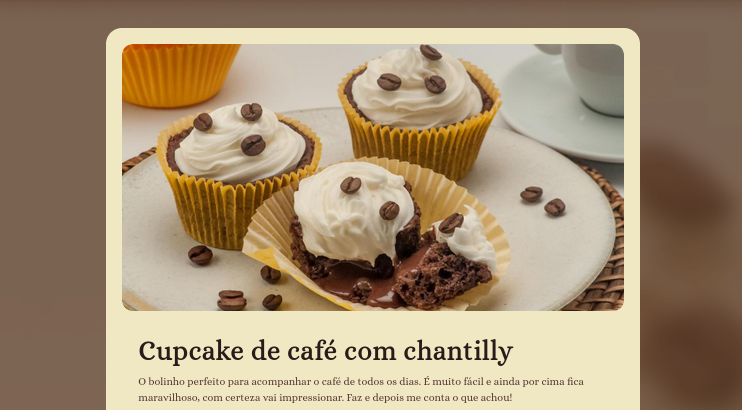 Cupcake de café com chantilly
O bolinho perfeito para acompanhar o café de todos os dias. É muito fácil e ainda por cima fica
maravilhoso, com certeza vai impressionar. Faz e depois me conta o que achou!